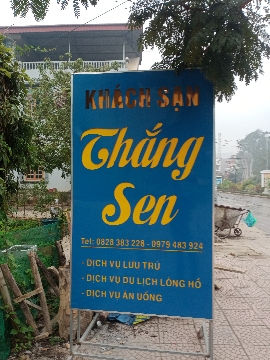 KHÁCH SẠN
Thắng
Sen
Tel: 0828 383 228 - 0979 483 924
- DỊCH VỤ LƯU TRÚ
- DỊCH VỤ DU LỊCH LÒNG HỒ
- DỊCH VỤ ĂN UỐNG